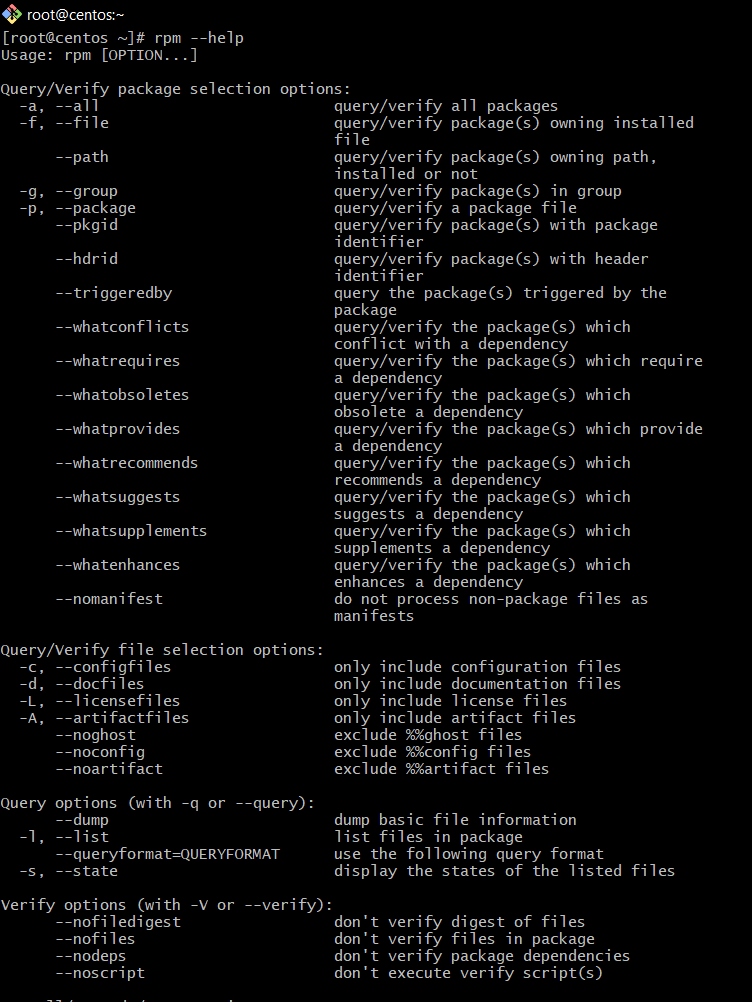 root@centos:~
[root@centos ~]# rpm --help
Usage: rpm [OPTION...]
Query/Verify package selection options:
-a, --all query/verify all packages
-f, --file query/verify package(s) owning installed
file
--path query/verify package(s) owning path,
installed or not
-g, --group query/verify package(s) in group
-p, --package query/verify a package file
--pkgid query/verify package(s) with package
identifier
--hdrid query/verify package(s) with header
identifier
--triggeredby query the package(s) triggered by the
package
--whatconflicts query/verify the package(s) which
conflict with a dependency
--whatrequires query/verify the package(s) which require
a dependency
--whatobsoletes query/verify the package(s) which
obsolete a dependency
--whatprovides query/verify the package(s) which provide
a dependency
--whatrecommends query/verify the package(s) which
recommends a dependency
--whatsuggests query/verify the package(s) which
suggests a dependency
--whatsupplements query/verify the package(s) which
supplements a dependency
--whatenhances query/verify the package(s) which
enhances a dependency
--nomanifest do not process non-package files as
manifests
Query/Verify file selection options:
-c, --configfiles only include configuration files
-d, --docfiles only include documentation files
-L, --licensefiles only include license files
-A, --artifactfiles only include artifact files
--noghost exclude %%ghost files
--noconfig exclude %%config files
--noartifact exclude %%artifact files
Query options (with -q or --query):
--dump dump basic file information
-l, --list list files in package
--queryformat=QUERYFORMAT use the following query format
-s, --state display the states of the listed files
Verify options (with -V or --verify):
--nofiledigest don't verify digest of files
--nofiles don't verify files in package
--nodeps don't verify package dependencies
--noscript don't execute verify script(s)